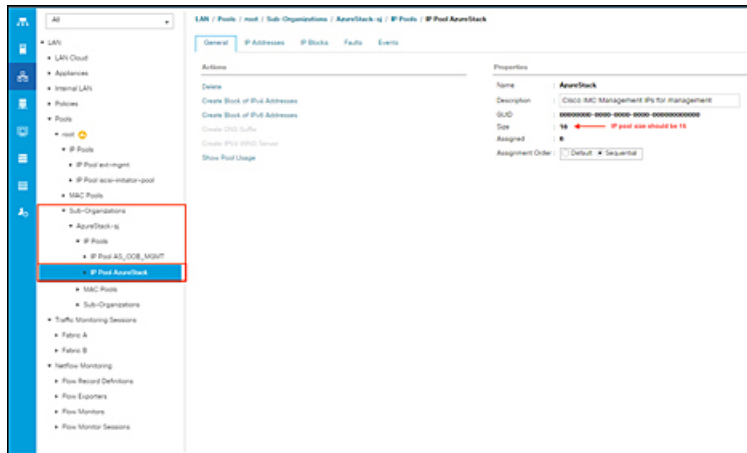 All
LAN
LAN Cloud
Appliances
Internal LAN
Policies
Pools
root
IP Pools
IP Pool ext-mgmt
IP Pool iscsi-initiator-pool
MAC Pools
Sub-Organizations
AzureStack-sj
IP Pools
IP Pool AS_OOB_MGMT
IP Pool AzureStack
MAC Pools
Sub-Organizations
Traffic Monitoring Sessions
Fabric A
Fabric B
Netflow Monitoring
Flow Record Definitions
Flow Exporters
Flow Monitors
Flow Monitor Sessions
LAN / Pools / root / Sub-Organizations / AzureStack-sj / IP Pools / IP Pool AzureStack
General IP Addresses IP Blocks Faults Events
Actions
Delete
Create Block of IPv4 Addresses
Create Block of IPv6 Addresses
Create DNS Suffix
Create IPv4 WINS Server
Show Pool Usage
Properties
Name : AzureStack
Description : Cisco IMC Management IPs for management
GUID : 00000000-0000-0000-0000-000000000000
Size : 16 IP pool size should be 16
Assigned : 0
Assignment Order : Default Sequential